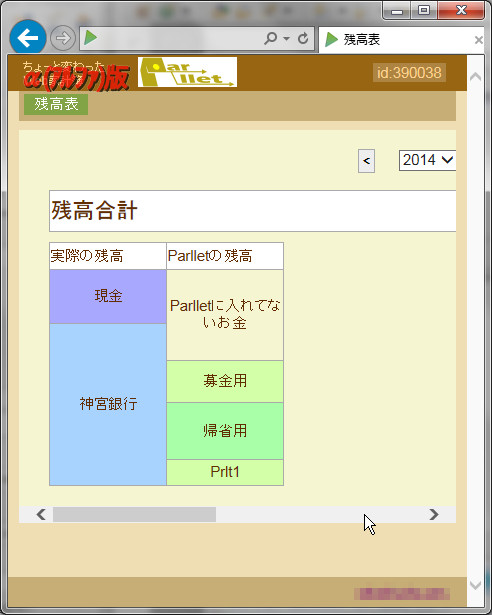 残高表
ちょっと変わった
α(アルファ)版
Parllet
id:390038
残高表
<
2014
残高合計
実際の残高
Parlletの残高
現金
Parlletに入れてな
いお金
募金用
神宮銀行
帰省用
Prlt1